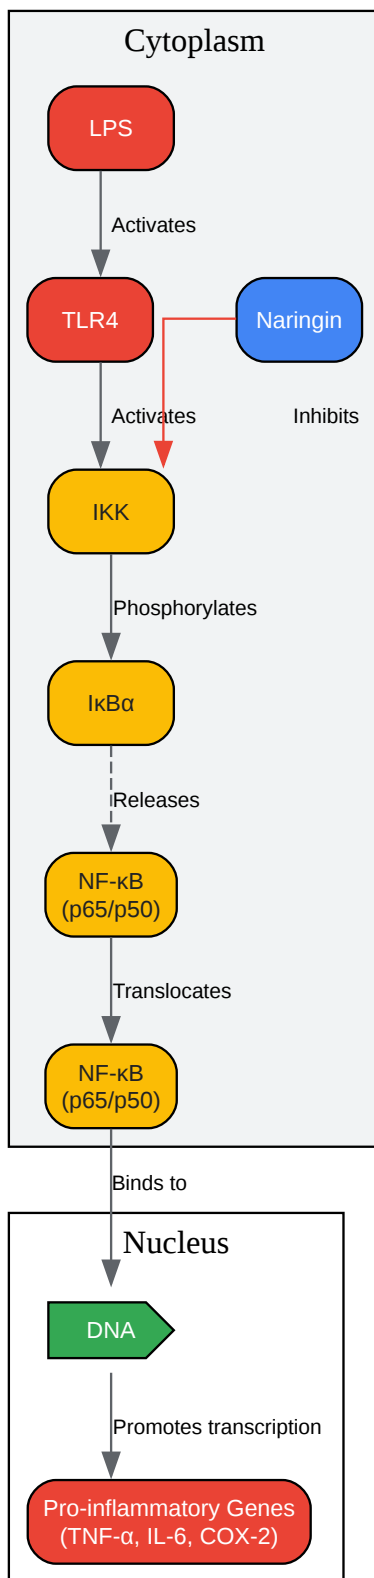 Cytoplasm
LPS
Activates
TLR4
Naringin
Activates
Inhibits
IKK
Phosphorylates
IκBα
Releases
NF-κB
(p65/p50)
Translocates
NF-κB
(p65/p50)
Binds to
Nucleus
DNA
Promotes transcription
Pro-inflammatory Genes
(TNF-α, IL-6, COX-2)